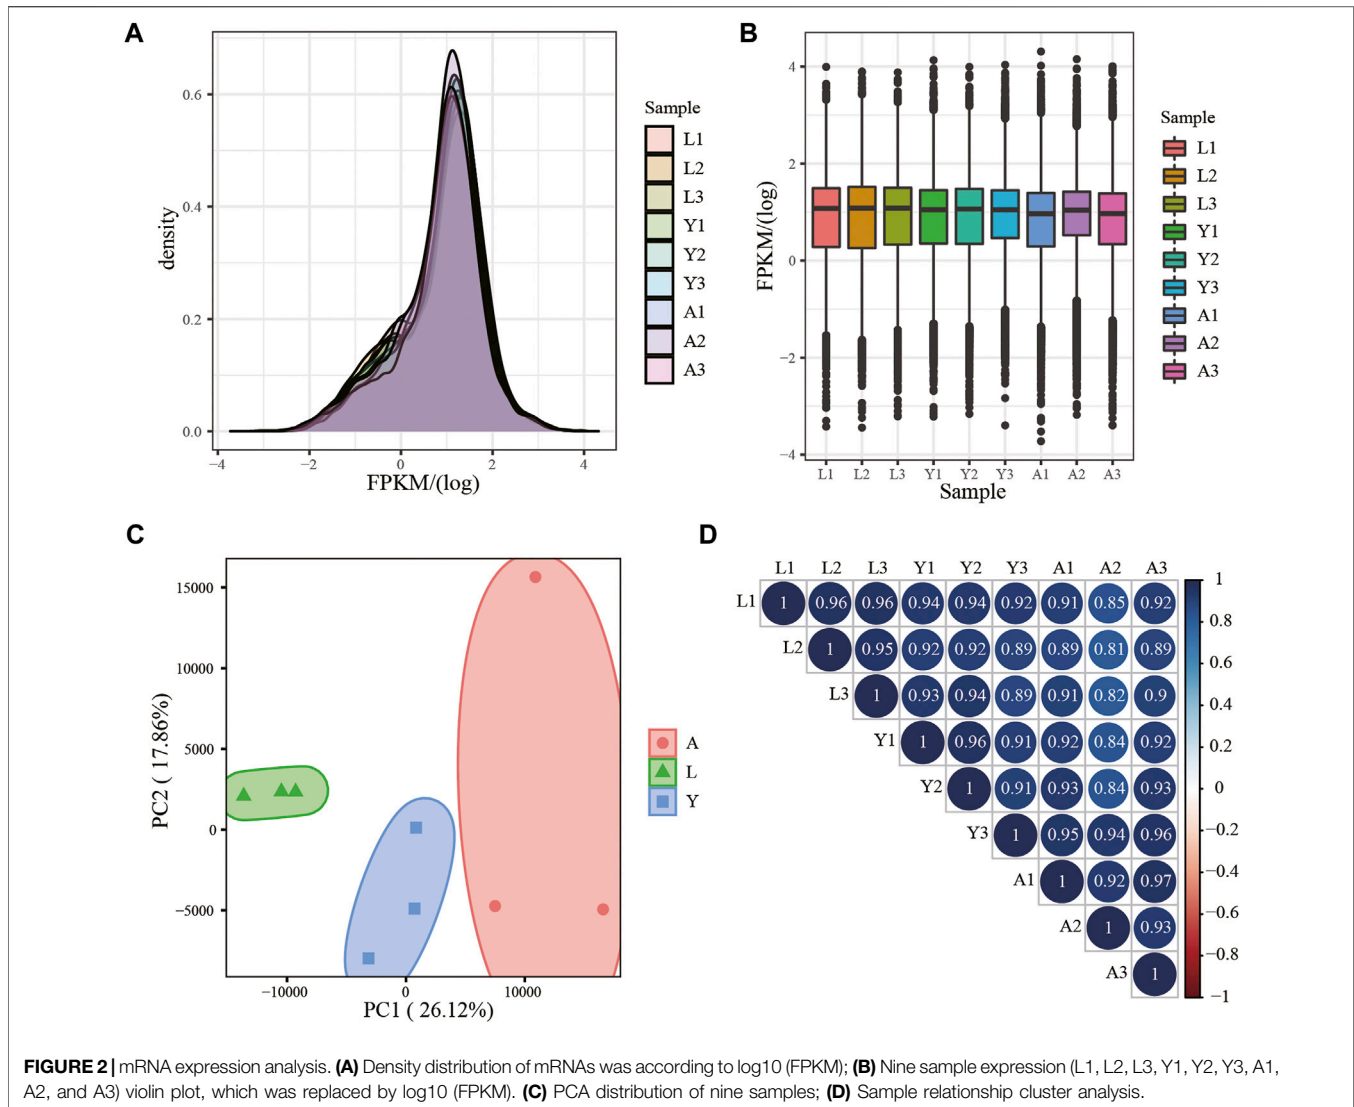 A
0.6
0.4
0.2
0.0
density
−4 −2 0 2 4
FPKM/(log)
Sample
L1
L2
L3
Y1
Y2
Y3
A1
A2
A3
B
4
2
0
−2
−4
FPKM/(log)
L1 L2 L3 Y1 Y2 Y3 A1 A2 A3
Sample
Sample
L1
L2
L3
Y1
Y2
Y3
A1
A2
A3
C
15000
10000
5000
0
−5000
PC2 ( 17.86%)
−10000 0 10000
PC1 ( 26.12%)
A
L
Y
D
L1 L2 L3 Y1 Y2 Y3 A1 A2 A3
L1 1 0.96 0.96 0.94 0.94 0.92 0.91 0.85 0.92
L2 1 0.95 0.92 0.92 0.89 0.89 0.81 0.89
L3 1 0.93 0.94 0.89 0.91 0.82 0.9
Y1 1 0.96 0.91 0.92 0.84 0.92
Y2 1 0.91 0.93 0.84 0.93
Y3 1 0.95 0.94 0.96
A1 1 0.92 0.97
A2 1 0.93
A3 1
1
0.8
0.6
0.4
0.2
0
−0.2
−0.4
−0.6
−0.8
−1
FIGURE 2 | mRNA expression analysis. (A) Density distribution of mRNAs was according to log10 (FPKM); (B) Nine sample expression (L1, L2, L3, Y1, Y2, Y3, A1,
A2, and A3) violin plot, which was replaced by log10 (FPKM). (C) PCA distribution of nine samples; (D) Sample relationship cluster analysis.